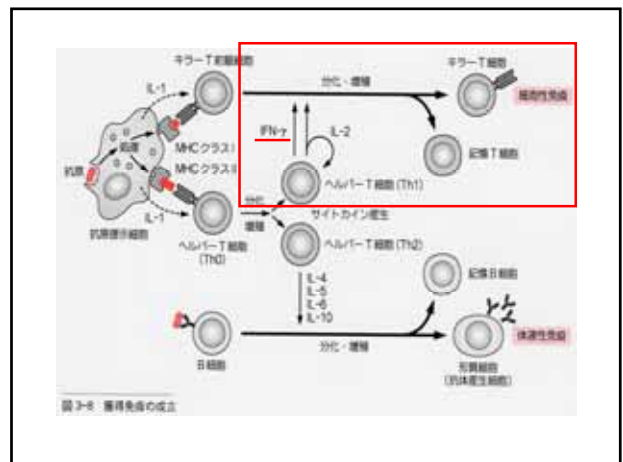 キラーT前駆細胞
キラーT細胞
IL-1
分化・増殖
細胞性免疫
IFN-γ
IL-2
処理
MHCクラスI
記憶T細胞
抗原
MHCクラスII
ヘルパーT細胞(Th1)
分化
増殖
サイトカイン産生
IL-1
抗原提示細胞
ヘルパーT細胞
(Th0)
ヘルパーT細胞(Th2)
記憶B細胞
IL-4
IL-5
IL-6
IL-10
体液性免疫
分化・増殖
B細胞
形質細胞
(抗体産生細胞)
図3-8 獲得免疫の成立